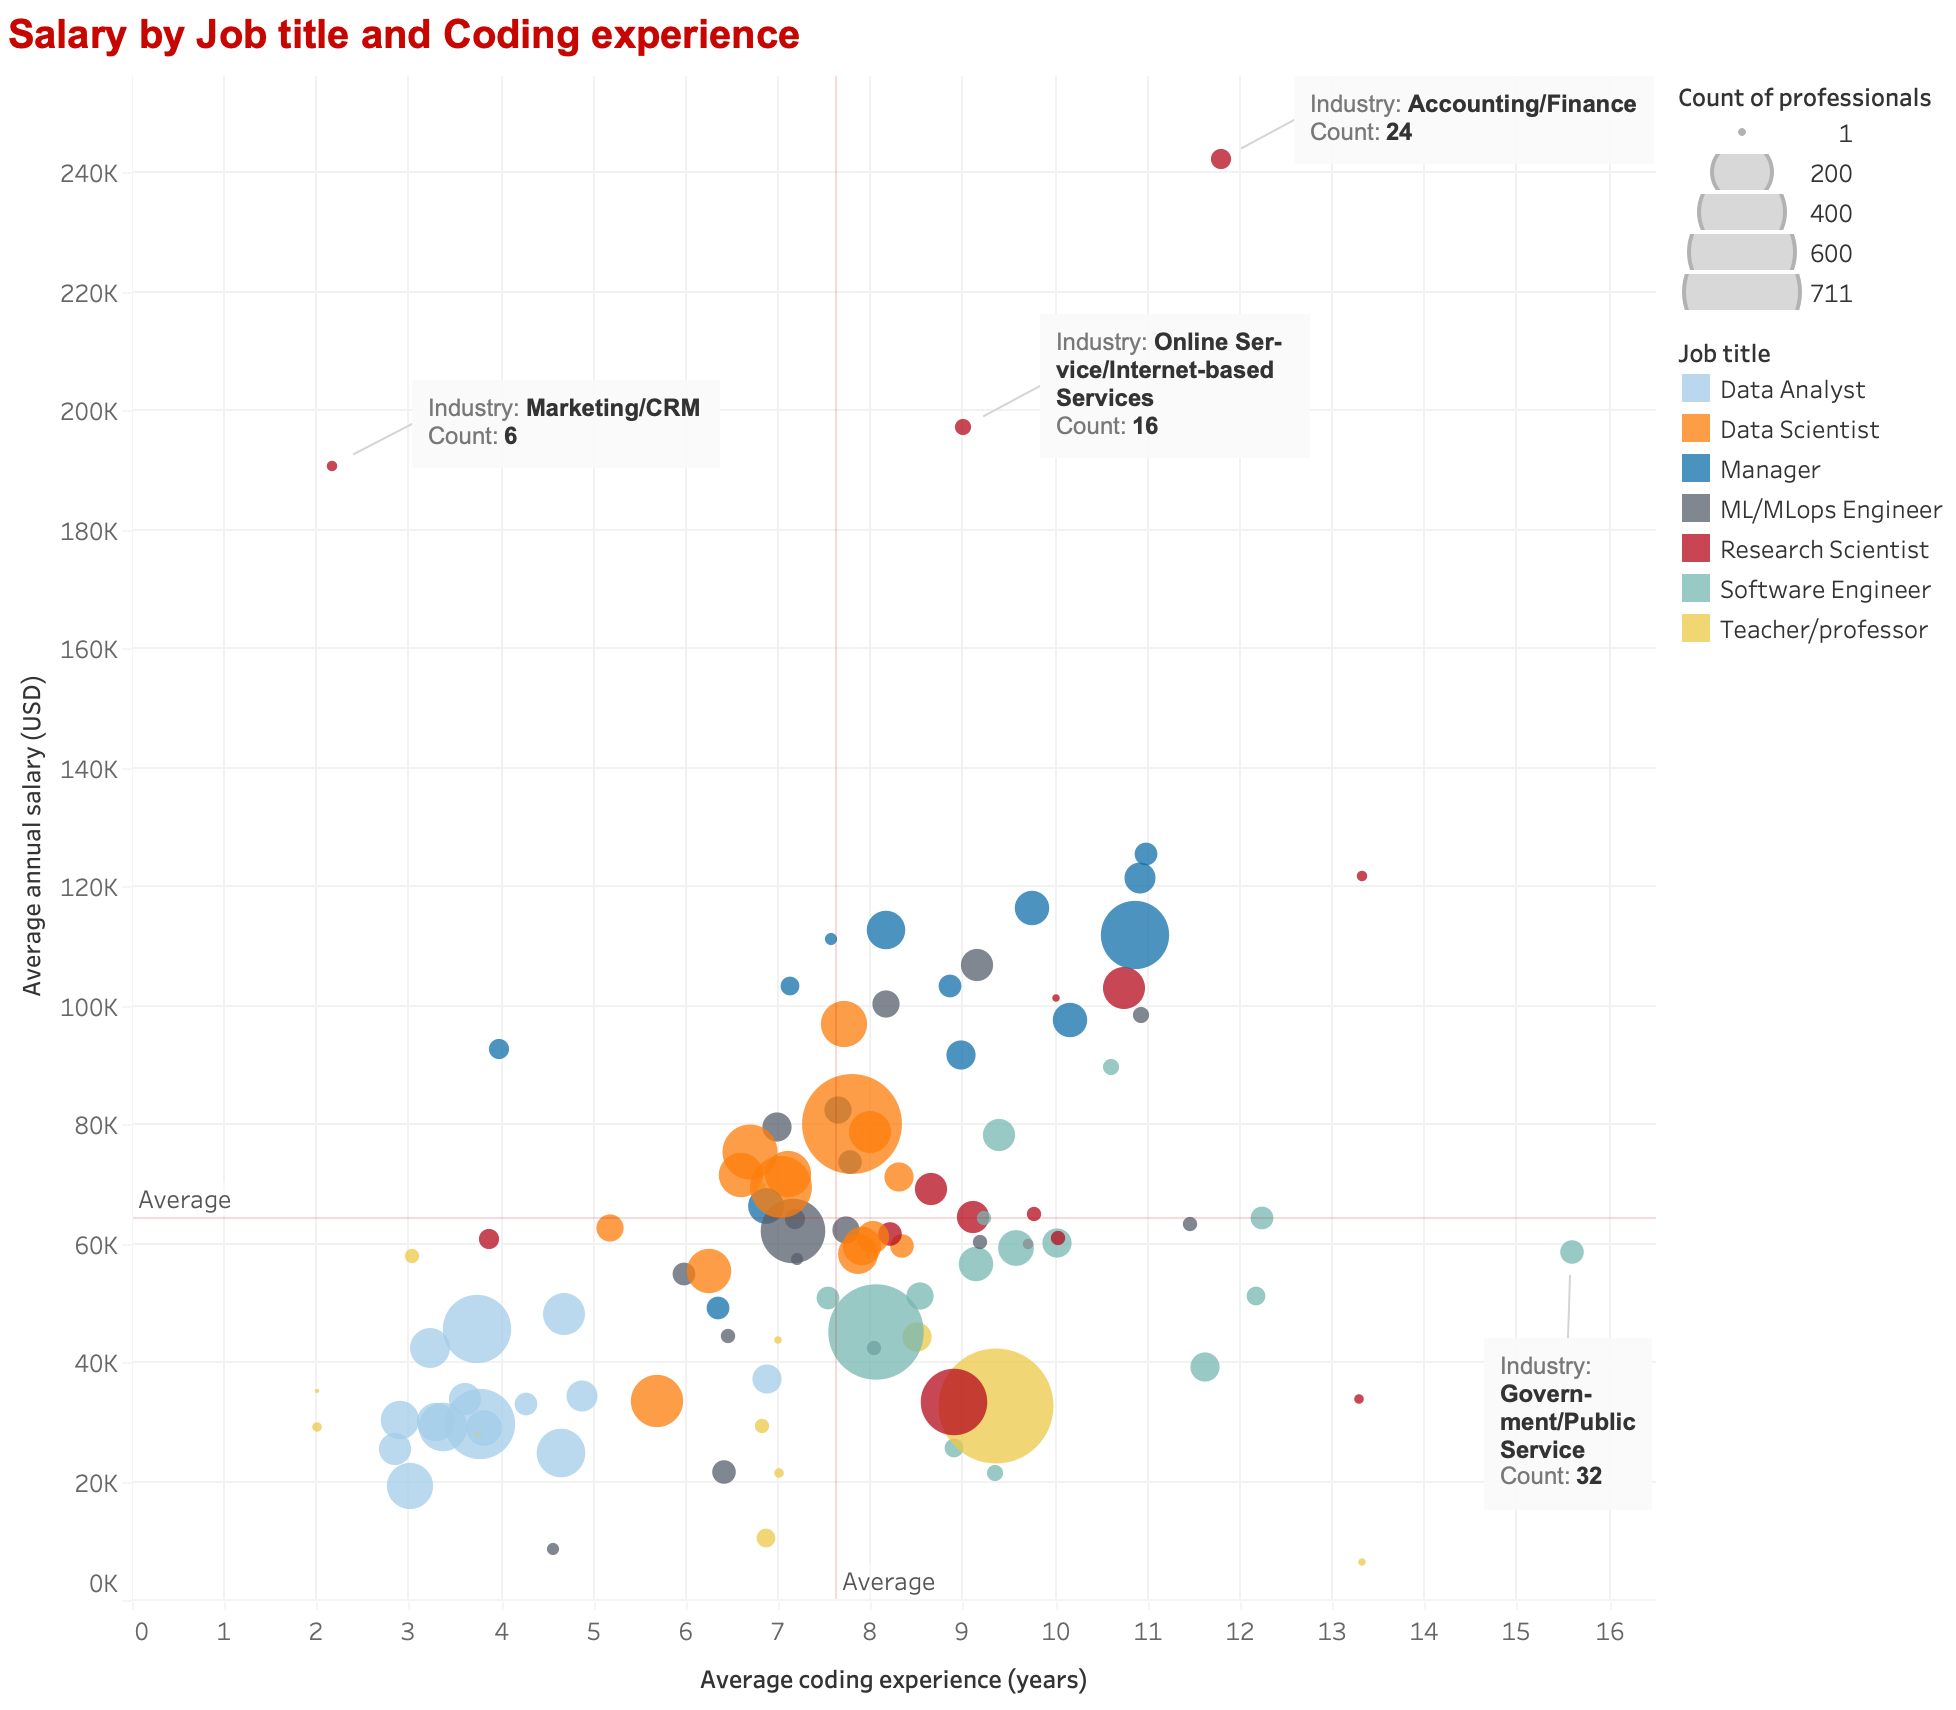 Salary by Job title and Coding experience
Industry: Accounting/Finance
Count: 24
Industry: Online Ser-
vice/Internet-based
Services
Count: 16
Industry: Marketing/CRM
Count: 6
Industry:
Govern-
ment/Public
Service
Count: 32
Average
Average
Average annual salary (USD)
240K
220K
200K
180K
160K
140K
120K
100K
80K
60K
40K
20K
0K
0 1 2 3 4 5 6 7 8 9 10 11 12 13 14 15 16
Average coding experience (years)
Count of professionals
1
200
400
600
711
Job title
Data Analyst
Data Scientist
Manager
ML/MLops Engineer
Research Scientist
Software Engineer
Teacher/professor